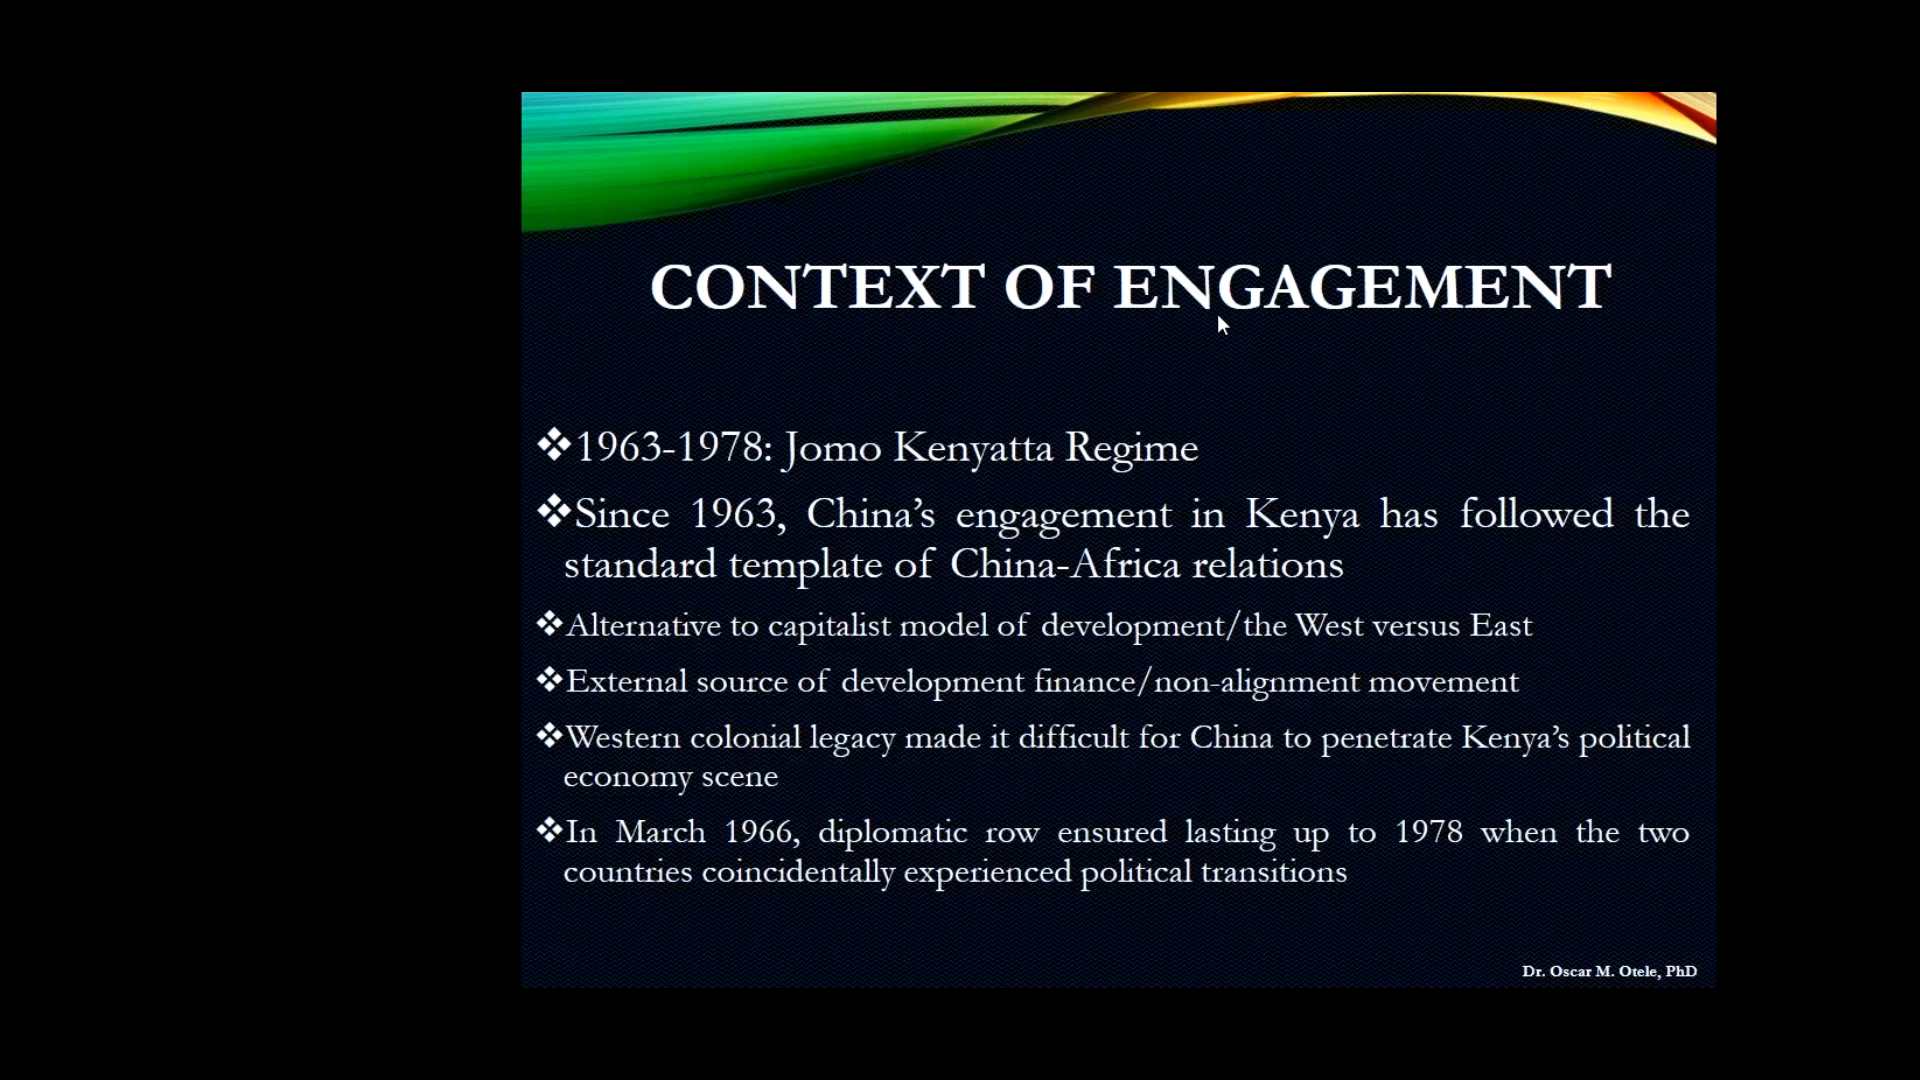 CONTEXT OF ENGAGEMENT
❖1963-1978: Jomo Kenyatta Regime
❖Since 1963, China’s engagement in Kenya has followed the
standard template of China-Africa relations
❖Alternative to capitalist model of development/the West versus East
❖External source of development finance/non-alignment movement
❖Western colonial legacy made it difficult for China to penetrate Kenya’s political
economy scene
❖In March 1966, diplomatic row ensured lasting up to 1978 when the two
countries coincidentally experienced political transitions
Dr. Oscar M. Otele, PhD